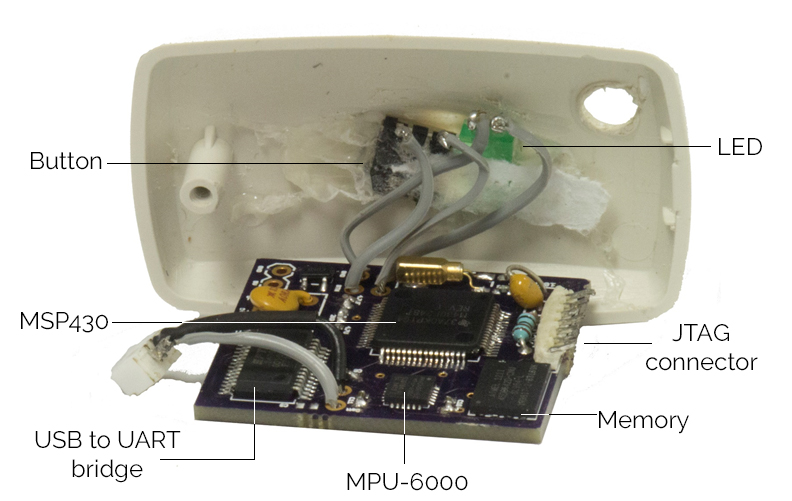 Button
LED
MSP430
JTAG
connector
Memory
USB to UART
bridge
MPU-6000